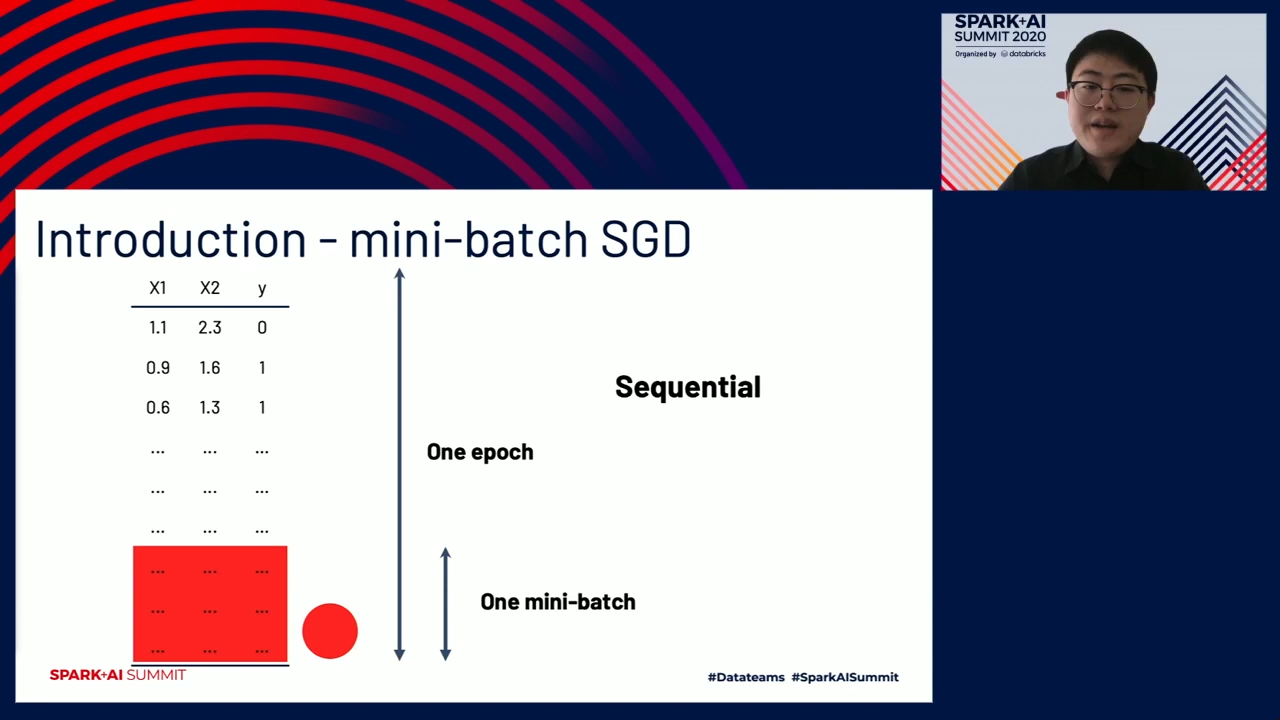 SPARK+AI
SUMMIT 2020
Organized by databricks
Introduction - mini-batch SGD
X1 X2 y
1.1 2.3 0
0.9 1.6 1
0.6 1.3 1
... ... ...
... ... ...
... ... ...
... ... ...
... ... ...
... ... ...
Sequential
One epoch
One mini-batch
SPARK+AI SUMMIT
#Datateams #SparkAISummit